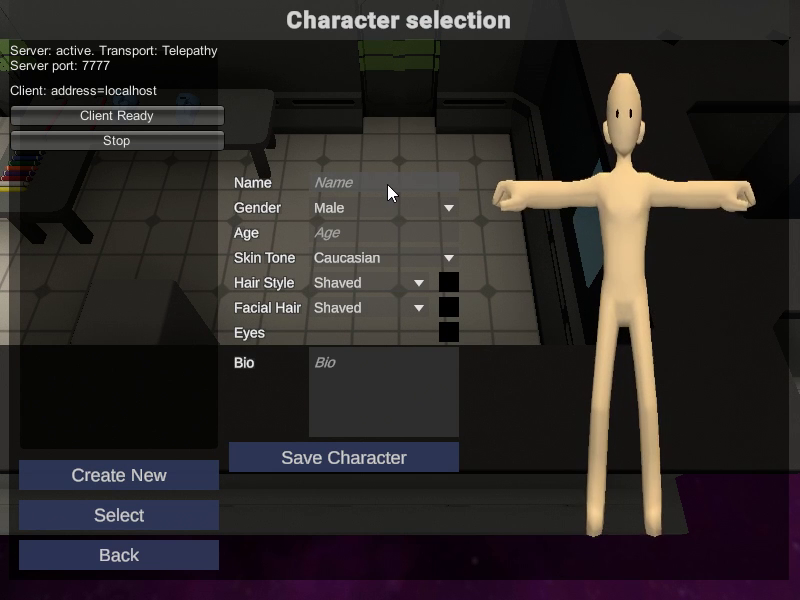 Character selection
Server: active. Transport: Telepathy
Server port: 7777
Client: address=localhost
Client Ready
Stop
Name Name
Gender Male
Age Age
Skin Tone Caucasian
Hair Style Shaved
Facial Hair Shaved
Eyes
Bio Bio
Save Character
Create New
Select
Back